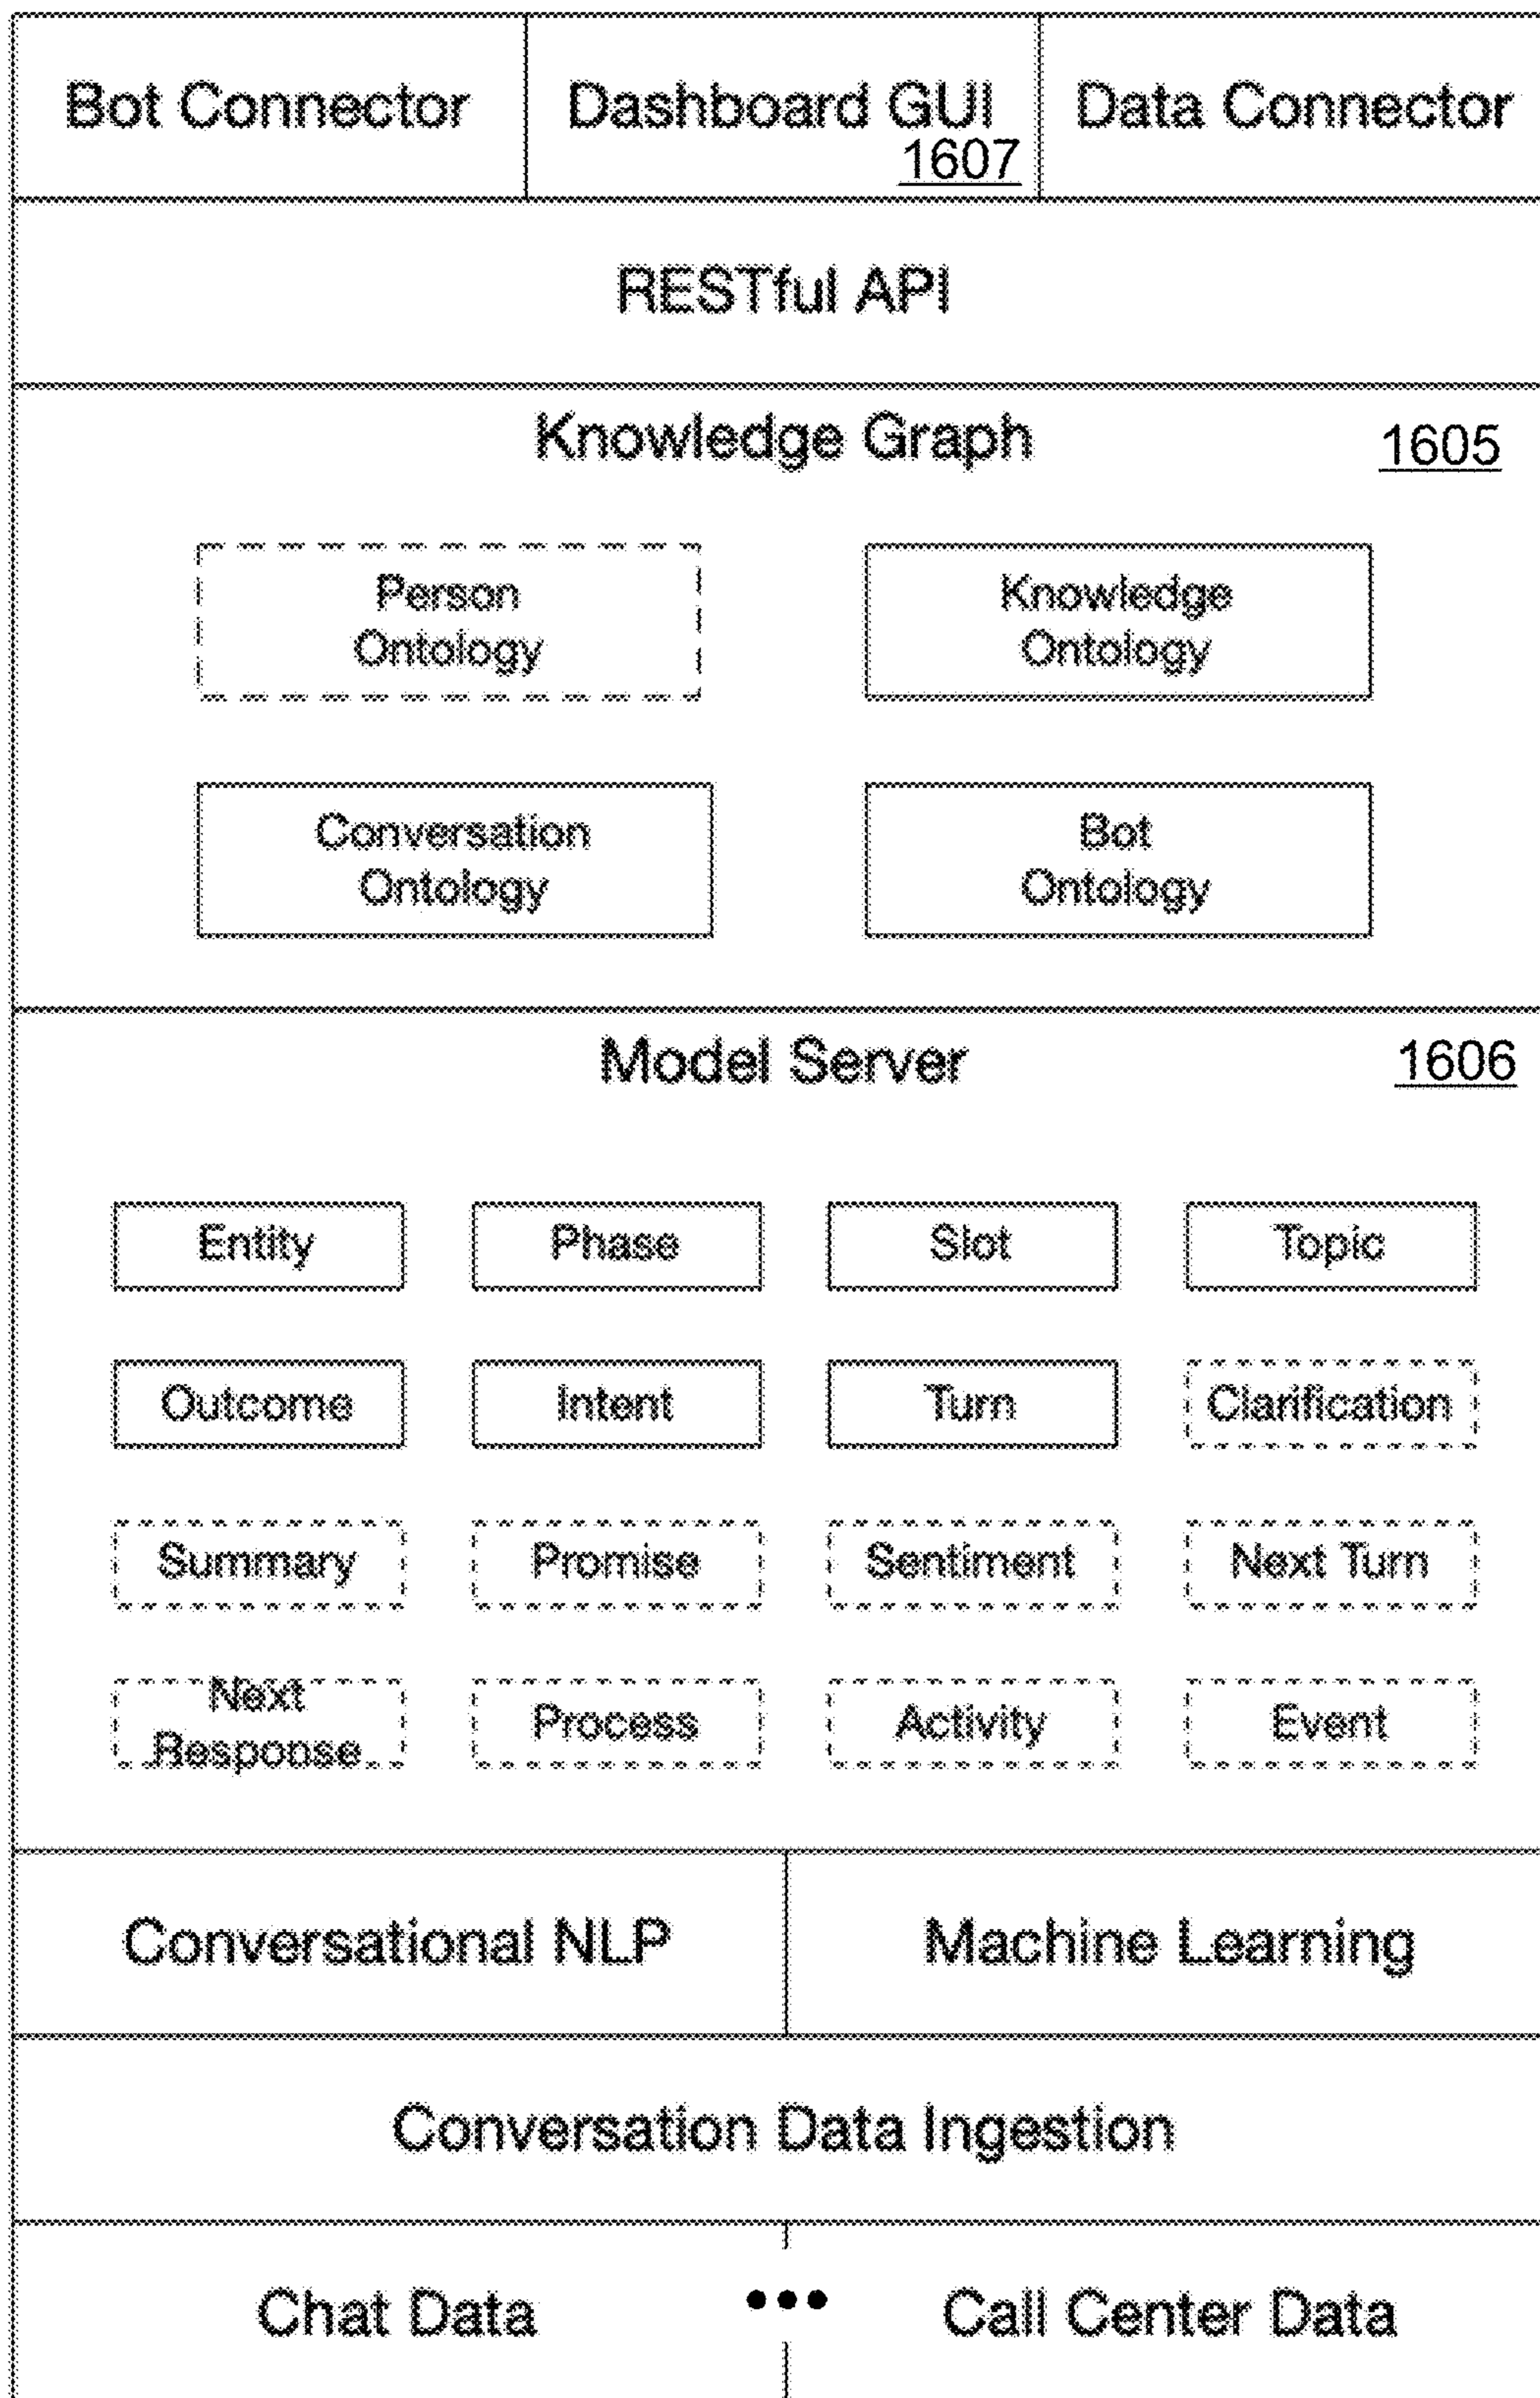 Bot Connector
Dashboard GUI
1607
Data Connector
RESTful API
Knowledge Graph
1605
Person
Ontology
Knowledge
Ontology
Conversation
Ontology
Bot
Ontology
Model Server
1606
Entity
Phase
Slot
Topic
Outcome
Intent
Turn
Clarification
Summary
Promise
Sentiment
Next Turn
Next
Response
Process
Activity
Event
Conversational NLP
Machine Learning
Conversation Data Ingestion
Chat Data
•••
Call Center Data